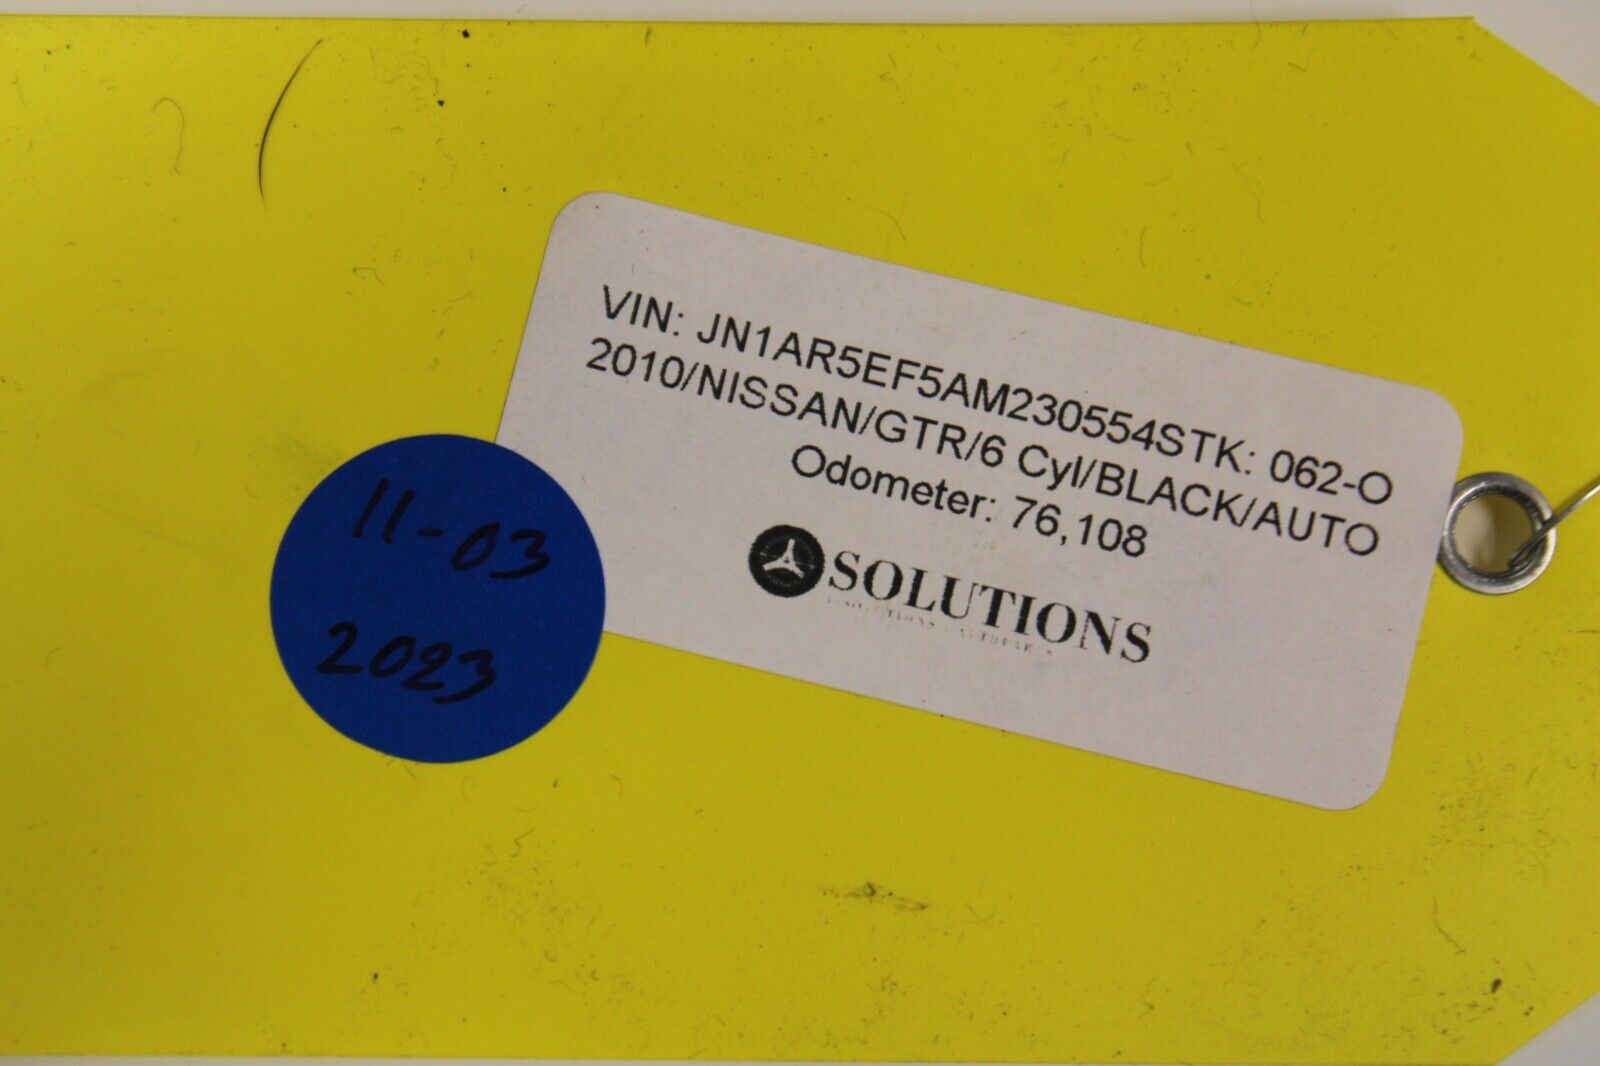 VIN: JN1AR5EF5AM230554STK: 062-O
2010/NISSAN/GTR/6 Cyl/BLACK/AUTO
Odometer: 76,108
SOLUTIONS
11-03
2023